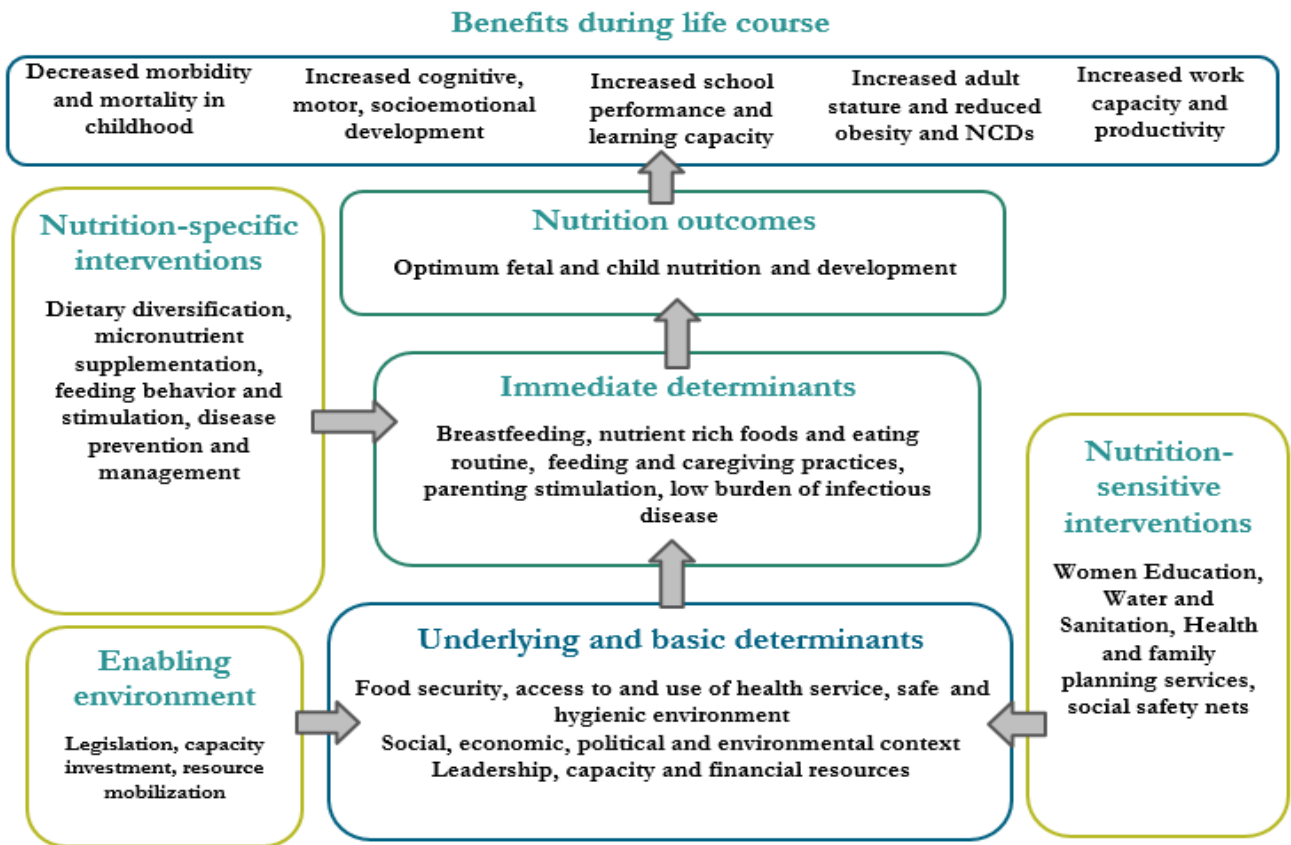 Benefits during life course
Decreased morbidity
and mortality in
childhood
Increased cognitive,
motor, socioemotional
development
Increased school
performance and
learning capacity
Increased adult
stature and reduced
obesity and NCDs
Increased work
capacity and
productivity
Nutrition-specific
interventions
Dietary diversification,
micronutrient
supplementation,
feeding behavior and
stimulation, disease
prevention and
management
Nutrition outcomes
Optimum fetal and child nutrition and development
Immediate determinants
Breastfeeding, nutrient rich foods and eating
routine, feeding and caregiving practices,
parenting stimulation, low burden of infectious
disease
Nutrition-
sensitive
interventions
Women Education,
Water and
Sanitation, Health
and family
planning services,
social safety nets
Enabling
environment
Legislation, capacity
investment, resource
mobilization
Underlying and basic determinants
Food security, access to and use of health service, safe and
hygienic environment
Social, economic, political and environmental context
Leadership, capacity and financial resources